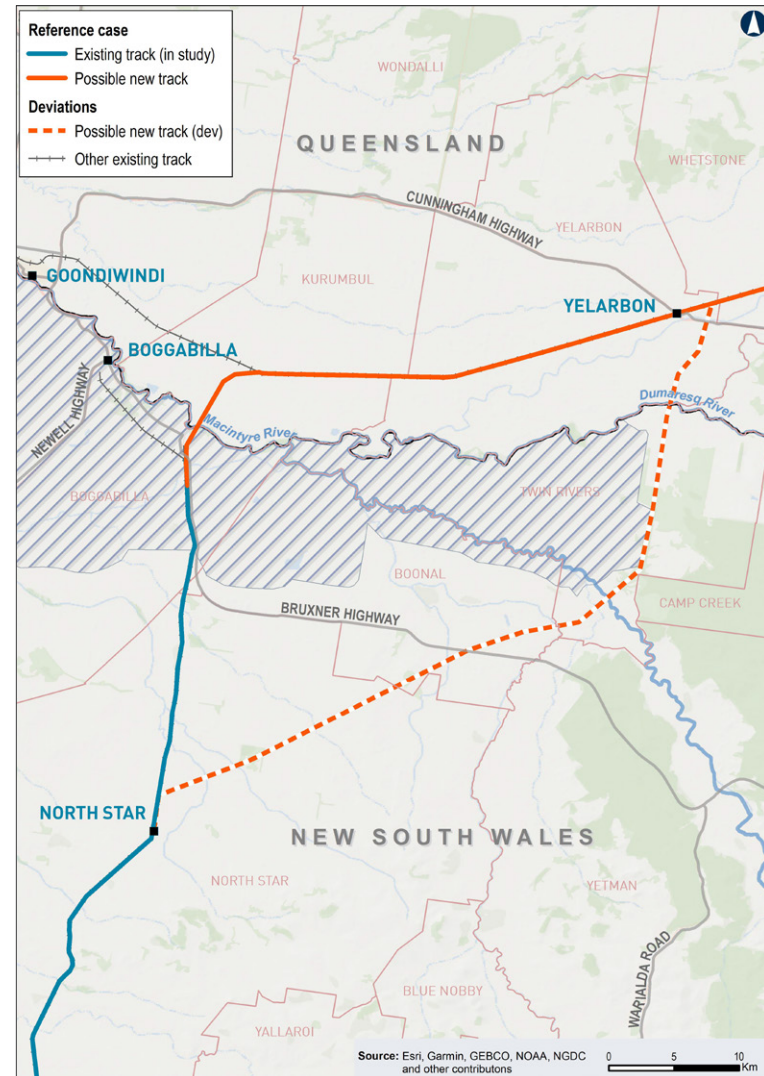 Reference case
Existing track (in study)
Possible new track
Deviations
Possible new track (dev)
Other existing track
WONDALLI
QUEENSLAND
WHETSTONE
CUNNINGHAM HIGHWAY
YELARBON
GOONDIWINDI
KURUMBUL
YELARBON
BOGGABILLA
NEWELL HIGHWAY
Macintyre River
Dumaresq River
BOGGABILLA
TWIN RIVERS
BOONAL
CAMP CREEK
BRUXNER HIGHWAY
NORTH STAR
NEW SOUTH WALES
NORTH STAR
YETMAN
WARIALDA ROAD
BLUE NOBBY
YALLAROI
Source: Esri, Garmin, GEBCO, NOAA, NGDC
and other contributons
0 5 10
Km